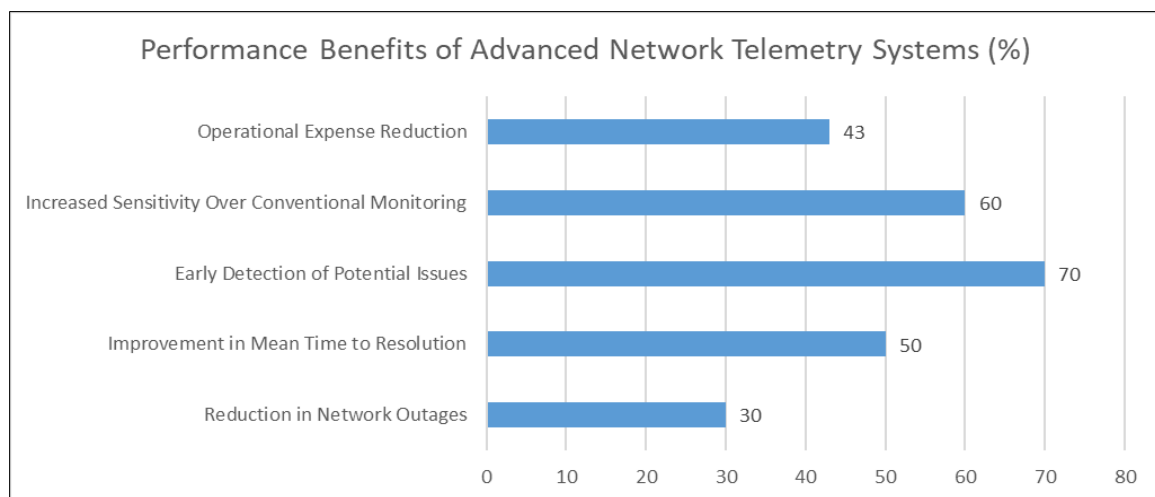 Performance Benefits of Advanced Network Telemetry Systems (%)
Operational Expense Reduction
43
Increased Sensitivity Over Conventional Monitoring
60
Early Detection of Potential Issues
70
Improvement in Mean Time to Resolution
50
Reduction in Network Outages
30
0 10 20 30 40 50 60 70 80